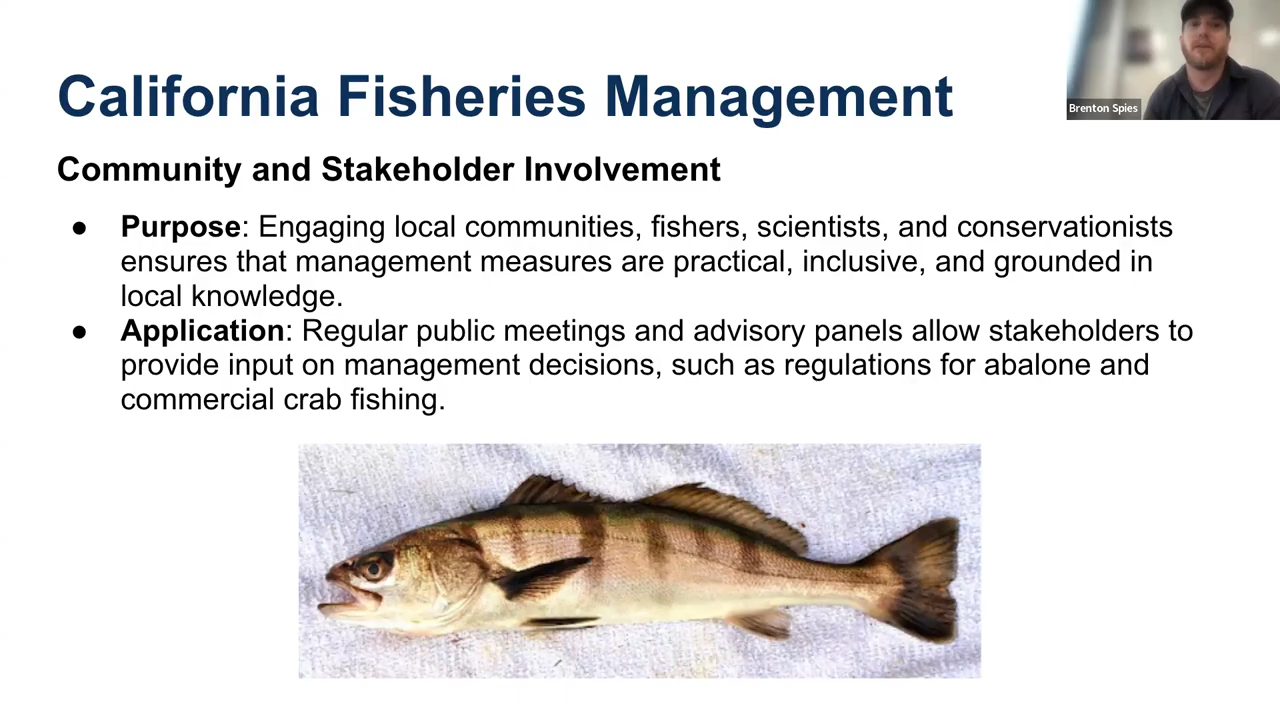 California Fisheries Management
Brenton Spies
Community and Stakeholder Involvement
● Purpose: Engaging local communities, fishers, scientists, and conservationists
ensures that management measures are practical, inclusive, and grounded in
local knowledge.
● Application: Regular public meetings and advisory panels allow stakeholders to
provide input on management decisions, such as regulations for abalone and
commercial crab fishing.